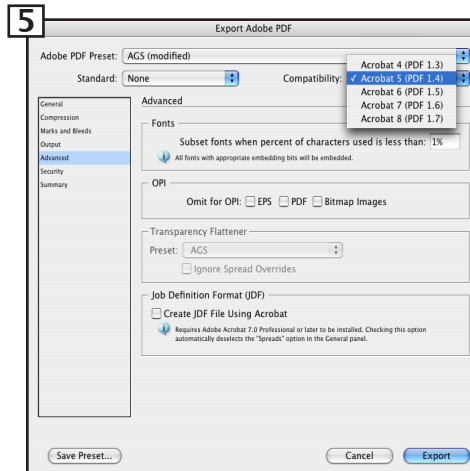 5
Export Adobe PDF
Adobe PDF Preset: AGS (modified)
Standard: None
Compatibility:
Acrobat 4 (PDF 1.3)
✓ Acrobat 5 (PDF 1.4)
Acrobat 6 (PDF 1.5)
Acrobat 7 (PDF 1.6)
Acrobat 8 (PDF 1.7)
General
Compression
Marks and Bleeds
Output
Advanced
Security
Summary
Advanced
Fonts
Subset fonts when percent of characters used is less than: 1%
All fonts with appropriate embedding bits will be embedded.
OPI
Omit for OPI: EPS PDF Bitmap Images
Transparency Flattener
Preset: AGS
Ignore Spread Overrides
Job Definition Format (JDF)
Create JDF File Using Acrobat
Requires Adobe Acrobat 7.0 Professional or later to be installed. Checking this option
automatically deselects the "Spreads" option in the General panel.
Save Preset...
Cancel
Export